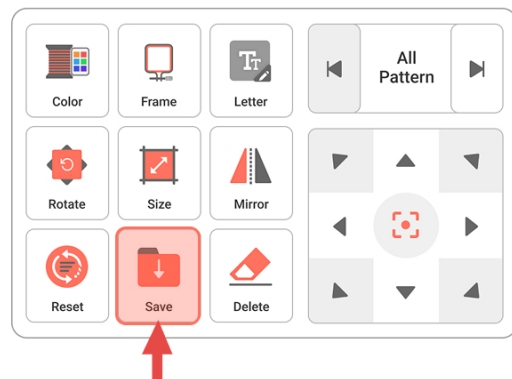 Color
Frame
Letter
All
Pattern
Rotate
Size
Mirror
Reset
Save
Delete